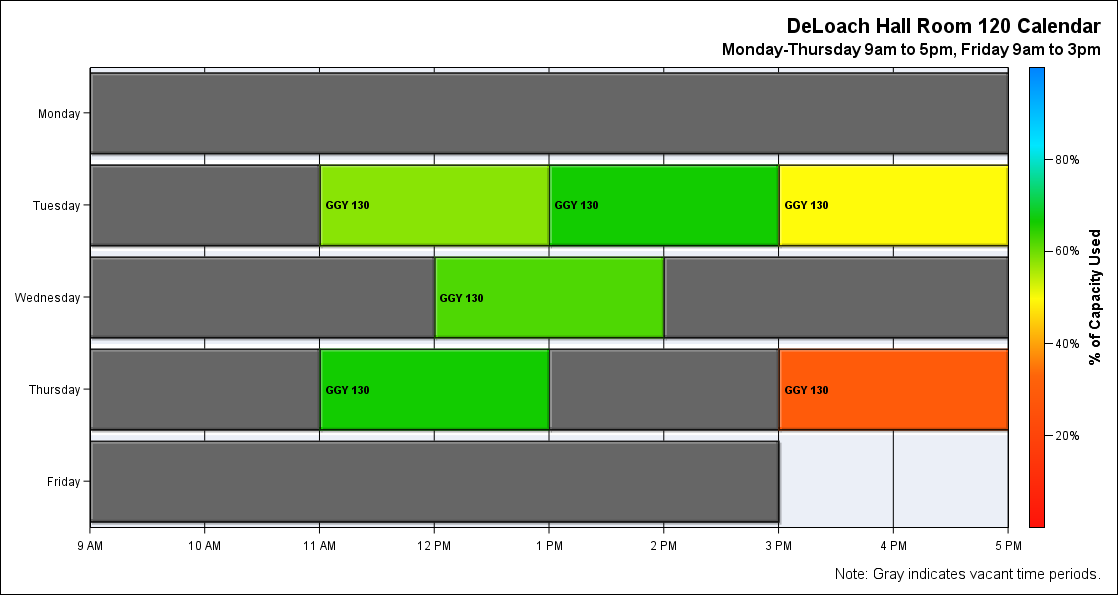 DeLoach Hall Room 120 Calendar
Monday-Thursday 9am to 5pm, Friday 9am to 3pm
Monday
Tuesday
GGY 130
GGY 130
GGY 130
Wednesday
GGY 130
Thursday
GGY 130
GGY 130
Friday
9 AM
10 AM
11 AM
12 PM
1 PM
2 PM
3 PM
4 PM
5 PM
80%
60%
40%
20%
% of Capacity Used
Note: Gray indicates vacant time periods.